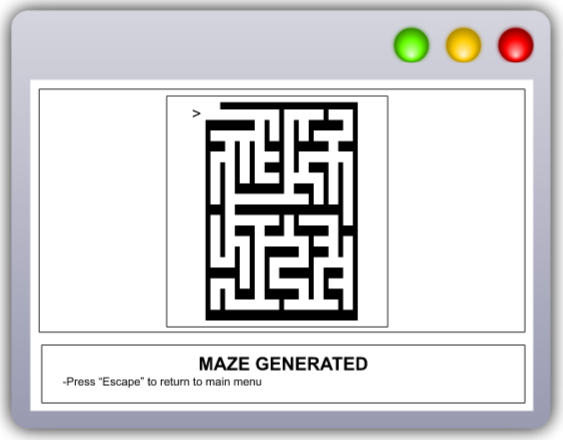 >
MAZE GENERATED
-Press “Escape” to return to main menu